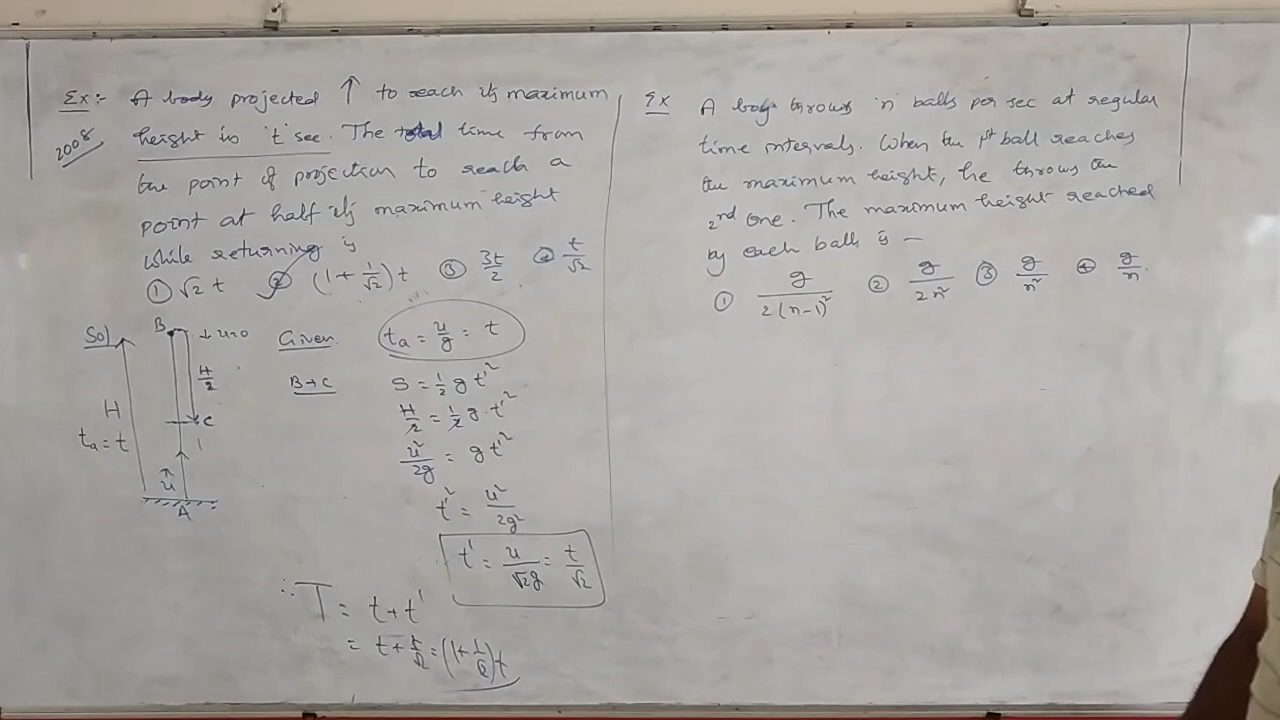 Ex:- A body projected ↑ to reach its maximum
2008
height is 't' sec. The total time from
the point of projection to reach a
point at half its maximum height
while returning is
① √2 t ② (1 + 1/√2) t ③ 3t/2 ④ t/√2
Sol
B ↓ u=0
H/2
C
H
ta = t
u
A
Given ta = u/g = t
B→C S = 1/2 g t'²
H/2 = 1/2 g · t'²
u²/2g = g t'²
t'² = u²/2g²
t' = u/√2g = t/√2
∴ T = t + t'
= t + t/√2 = (1 + 1/√2) t
Ex A boy throws 'n' balls per sec at regular
time intervals. When the 1st ball reaches
the maximum height, he throws the
2nd one. The maximum height reached
by each ball is —
① g/2(n-1)² ② g/2n² ③ g/n² ④ g/n.